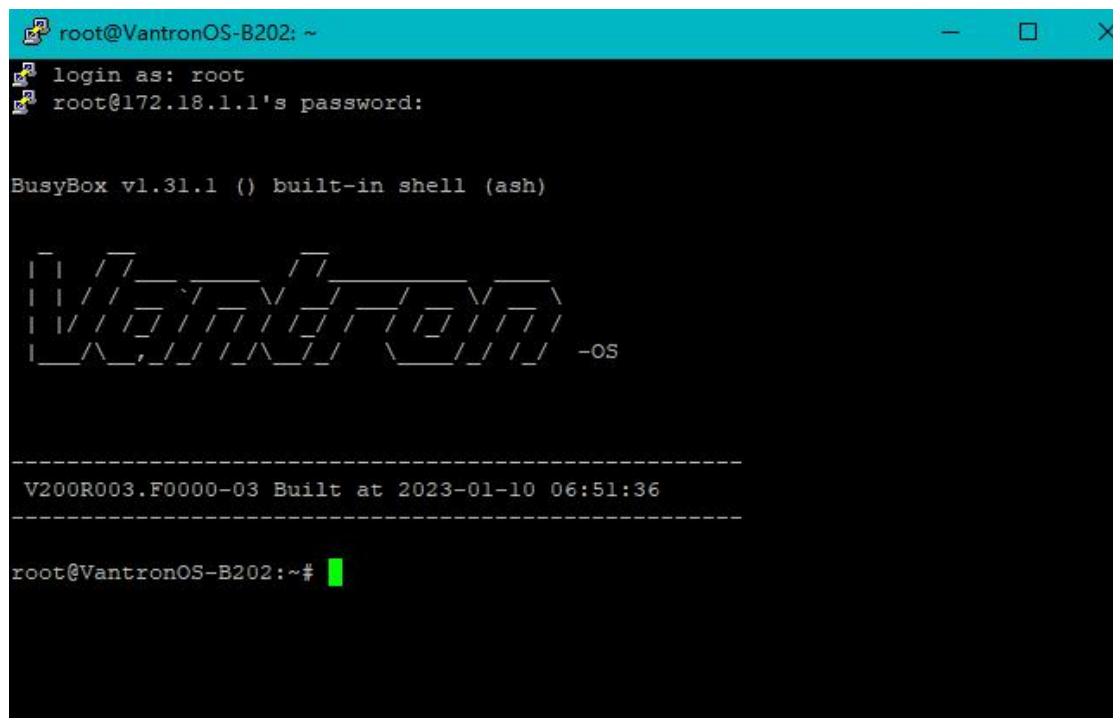 root@VantronOS-B202: ~
login as: root
root@172.18.1.1's password:
BusyBox v1.31.1 () built-in shell (ash)
Vantron -OS
-----------------------------------------------------
V200R003.F0000-03 Built at 2023-01-10 06:51:36
-----------------------------------------------------
root@VantronOS-B202:~#